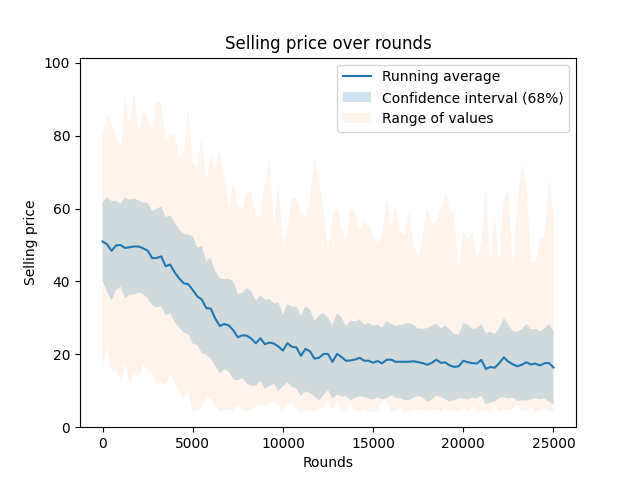 Selling price over rounds
Running average
Confidence interval (68%)
Range of values
Selling price
100
80
60
40
20
0
0 5000 10000 15000 20000 25000
Rounds